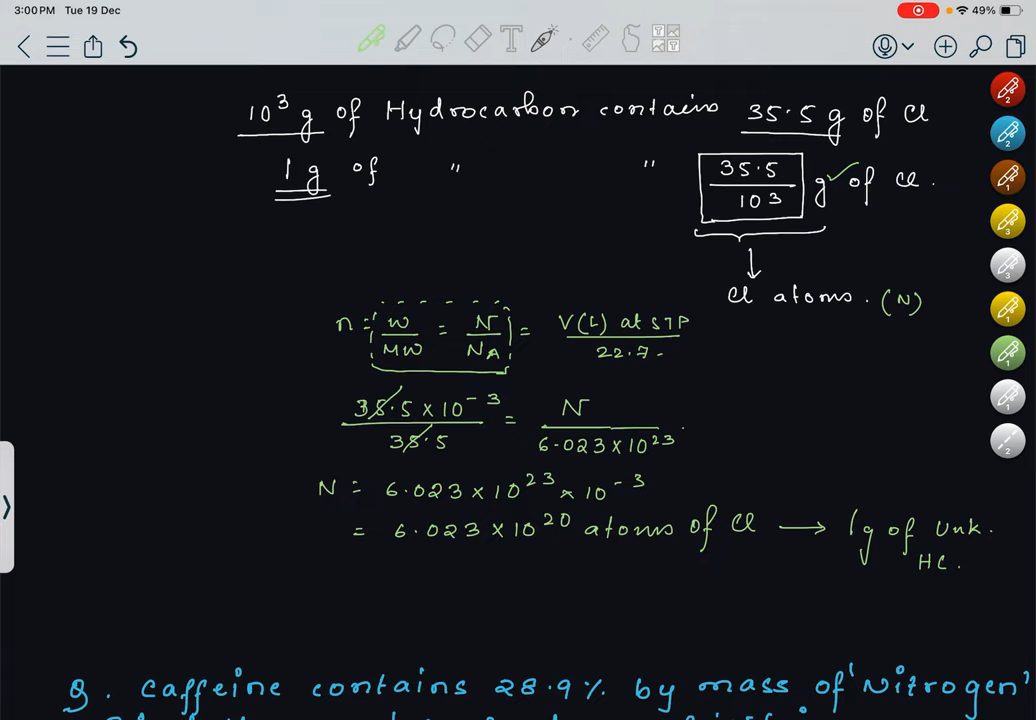 3:00 PM Tue 19 Dec 49%
10³ g of Hydrocarbon contains 35.5 g of Cl
1 g of " " 35.5/10³ g of Cl.
Cl atoms. (N)
n = w/MW = N/NA = V(L) at STP/22.7
35.5 × 10⁻³/35.5 = N/6.023 × 10²³
N = 6.023 × 10²³ × 10⁻³
= 6.023 × 10²⁰ atoms of Cl → 1g of Unk.
HC.
Q. Caffeine contains 28.9% by mass of 'Nitrogen'